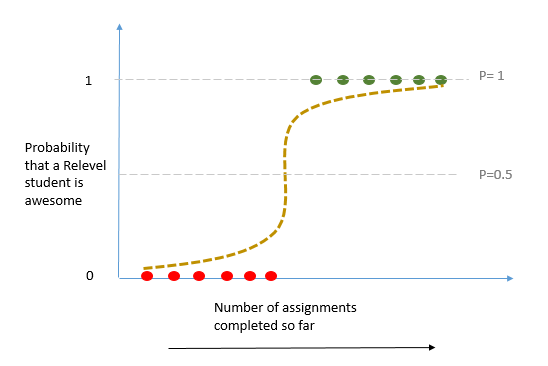 1
P= 1
Probability
that a Relevel
student is
awesome
P=0.5
0
Number of assignments
completed so far